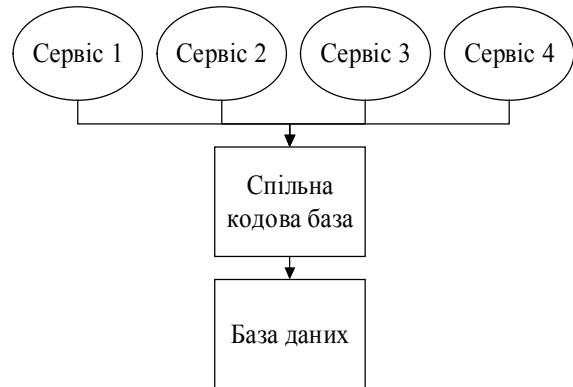 Сервіс 1
Сервіс 2
Сервіс 3
Сервіс 4
Спільна
кодова база
База даних